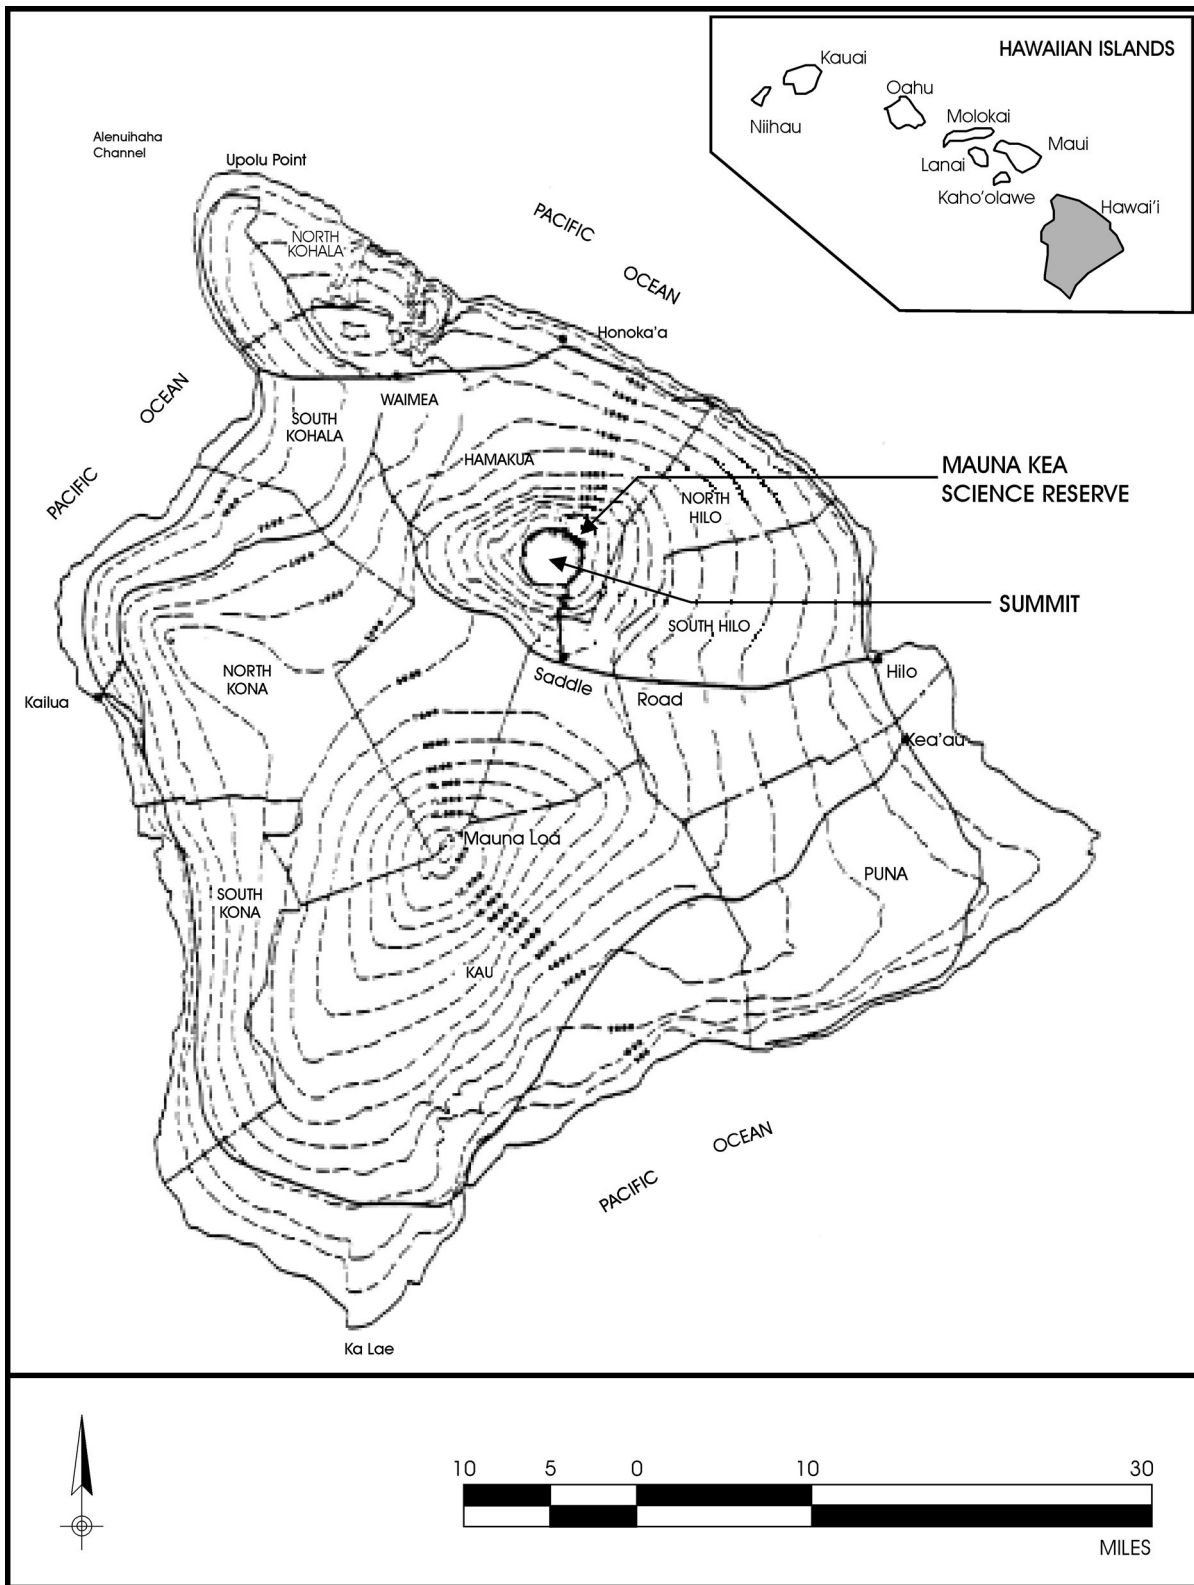 HAWAIIAN ISLANDS
Kauai
Oahu
Niihau
Molokai
Maui
Lanai
Kaho'olawe
Hawai'i
Alenuihaha
Channel
Upolu Point
PACIFIC
OCEAN
NORTH
KOHALA
Honoka'a
OCEAN
PACIFIC
WAIMEA
SOUTH
KOHALA
HAMAKUA
MAUNA KEA
SCIENCE RESERVE
NORTH
HILO
SUMMIT
SOUTH HILO
NORTH
KONA
Saddle
Road
Hilo
Kailua
Kea'au
Mauna Loa
PUNA
SOUTH
KONA
KAU
OCEAN
PACIFIC
Ka Lae
10 5 0 10 30
MILES